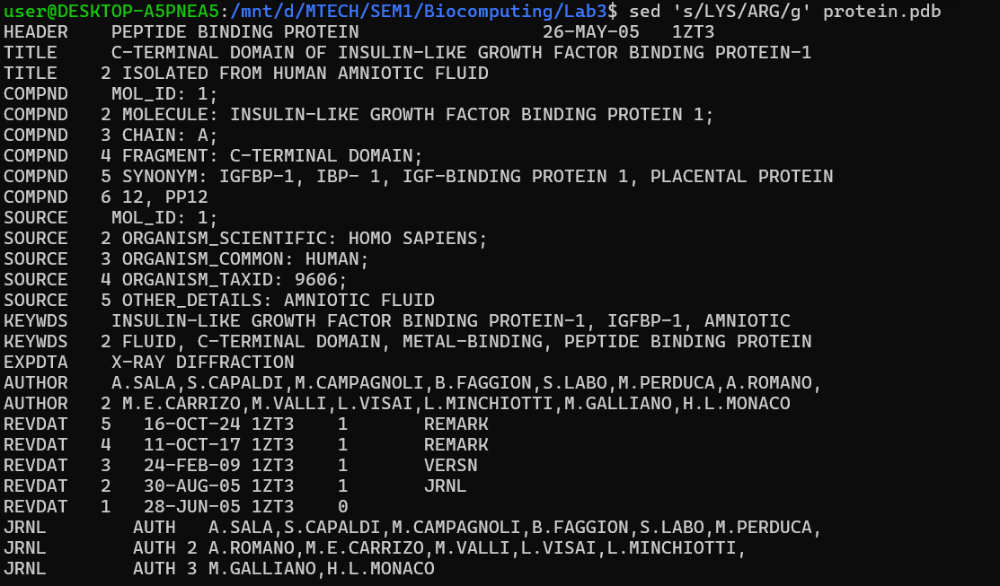 user@DESKTOP-A5PNEA5:/mnt/d/MTECH/SEM1/Biocomputing/Lab3$ sed 's/LYS/ARG/g' protein.pdb
HEADER    PEPTIDE BINDING PROTEIN                 26-MAY-05   1ZT3
TITLE     C-TERMINAL DOMAIN OF INSULIN-LIKE GROWTH FACTOR BINDING PROTEIN-1
TITLE    2 ISOLATED FROM HUMAN AMNIOTIC FLUID
COMPND    MOL_ID: 1;
COMPND   2 MOLECULE: INSULIN-LIKE GROWTH FACTOR BINDING PROTEIN 1;
COMPND   3 CHAIN: A;
COMPND   4 FRAGMENT: C-TERMINAL DOMAIN;
COMPND   5 SYNONYM: IGFBP-1, IBP- 1, IGF-BINDING PROTEIN 1, PLACENTAL PROTEIN
COMPND   6 12, PP12
SOURCE    MOL_ID: 1;
SOURCE   2 ORGANISM_SCIENTIFIC: HOMO SAPIENS;
SOURCE   3 ORGANISM_COMMON: HUMAN;
SOURCE   4 ORGANISM_TAXID: 9606;
SOURCE   5 OTHER_DETAILS: AMNIOTIC FLUID
KEYWDS    INSULIN-LIKE GROWTH FACTOR BINDING PROTEIN-1, IGFBP-1, AMNIOTIC
KEYWDS   2 FLUID, C-TERMINAL DOMAIN, METAL-BINDING, PEPTIDE BINDING PROTEIN
EXPDTA    X-RAY DIFFRACTION
AUTHOR    A.SALA,S.CAPALDI,M.CAMPAGNOLI,B.FAGGION,S.LABO,M.PERDUCA,A.ROMANO,
AUTHOR   2 M.E.CARRIZO,M.VALLI,L.VISAI,L.MINCHIOTTI,M.GALLIANO,H.L.MONACO
REVDAT   5   16-OCT-24 1ZT3    1       REMARK
REVDAT   4   11-OCT-17 1ZT3    1       REMARK
REVDAT   3   24-FEB-09 1ZT3    1       VERSN
REVDAT   2   30-AUG-05 1ZT3    1       JRNL
REVDAT   1   28-JUN-05 1ZT3    0
JRNL        AUTH   A.SALA,S.CAPALDI,M.CAMPAGNOLI,B.FAGGION,S.LABO,M.PERDUCA,
JRNL        AUTH 2 A.ROMANO,M.E.CARRIZO,M.VALLI,L.VISAI,L.MINCHIOTTI,
JRNL        AUTH 3 M.GALLIANO,H.L.MONACO